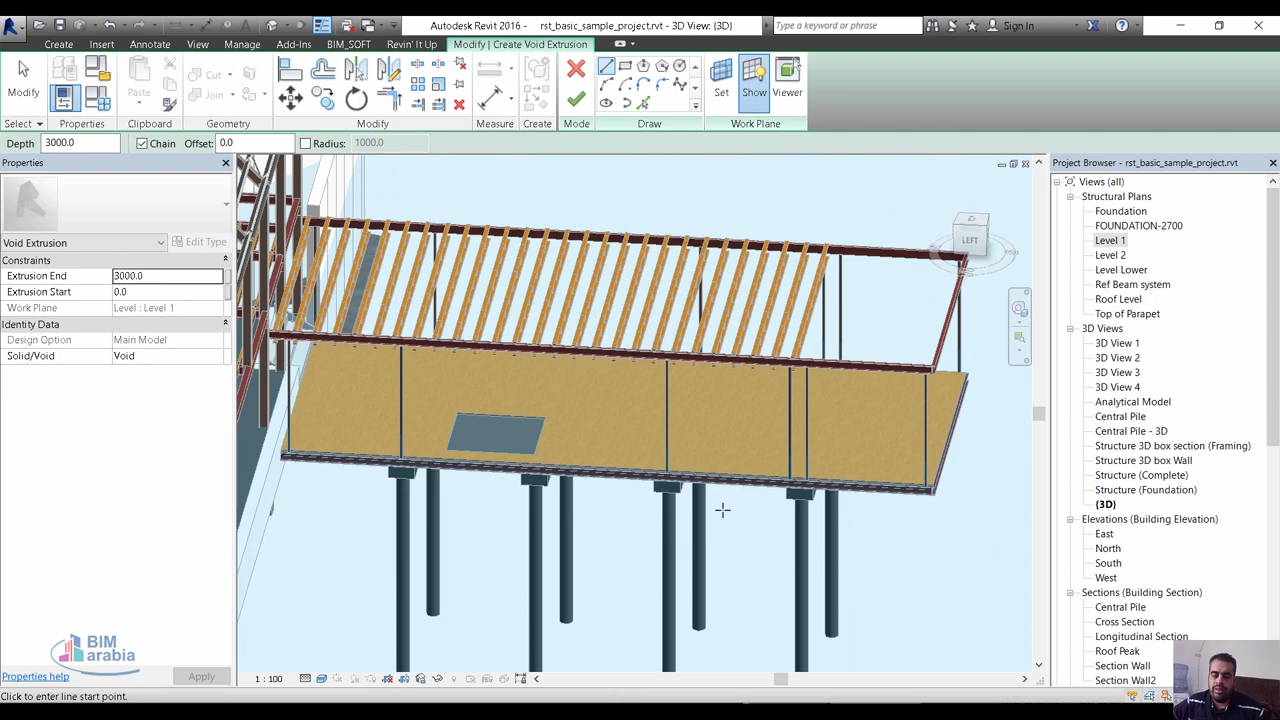 Autodesk Revit 2016 - rst_basic_sample_project.rvt - 3D View: {3D}
Type a keyword or phrase
Sign In
Create Insert Annotate View Manage Add-Ins BIM_SOFT Revin' It Up Modify | Create Void Extrusion
Modify
Paste
Cut
Join
Set Show Viewer
Create
Select Properties Clipboard Geometry Modify Measure Create Mode Draw Work Plane
Depth 3000.0 Chain Offset: 0.0 Radius: 1000.0
Properties
R
Void Extrusion
Edit Type
Constraints
Extrusion End 3000.0
Extrusion Start 0.0
Work Plane Level : Level 1
Identity Data
Design Option Main Model
Solid/Void Void
BIM
arabia
Properties help
Apply
Click to enter line start point.
LEFT
1 : 100
Project Browser - rst_basic_sample_project.rvt
Views (all)
Structural Plans
Foundation
FOUNDATION-2700
Level 1
Level 2
Level Lower
Ref Beam system
Roof Level
Top of Parapet
3D Views
3D View 1
3D View 2
3D View 3
3D View 4
Analytical Model
Central Pile
Central Pile - 3D
Structure 3D box section (Framing)
Structure 3D box Wall
Structure (Complete)
Structure (Foundation)
{3D}
Elevations (Building Elevation)
East
North
South
West
Sections (Building Section)
Central Pile
Cross Section
Longitudinal Section
Roof Peak
Section Wall
Section Wall2